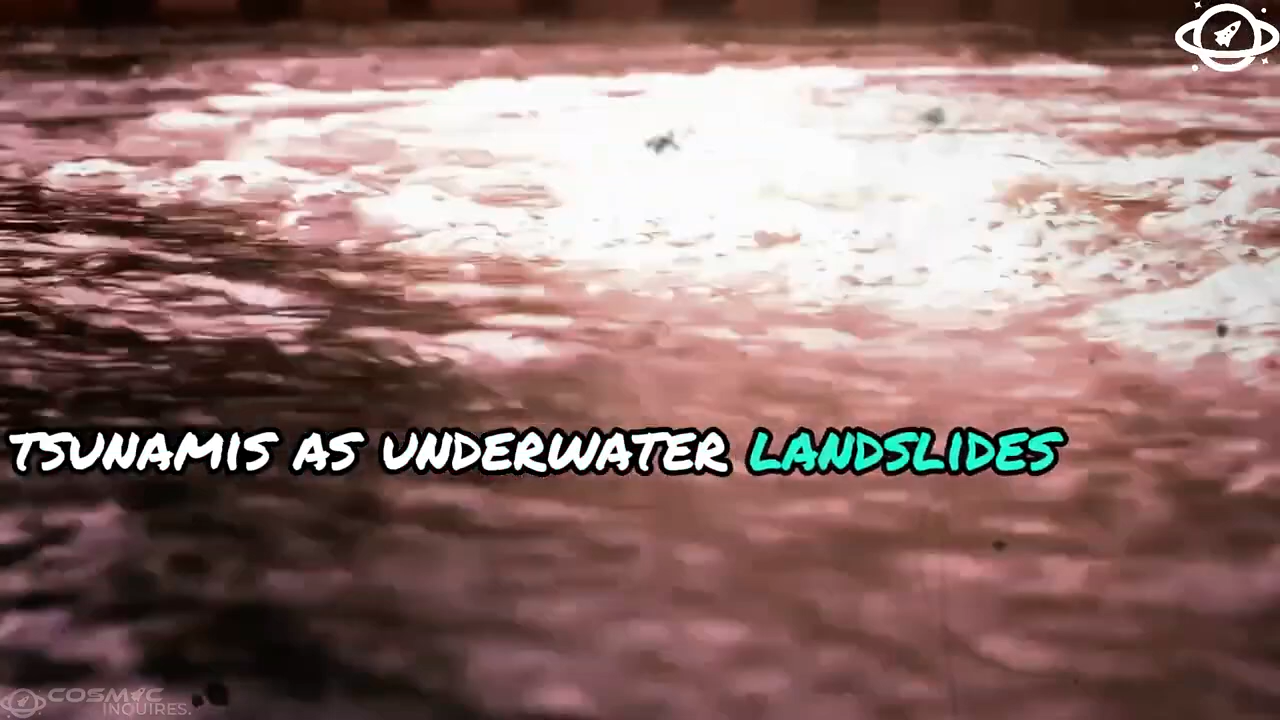 TSUNAMIS AS UNDERWATER LANDSLIDES
COSMIC
INQUIRES.